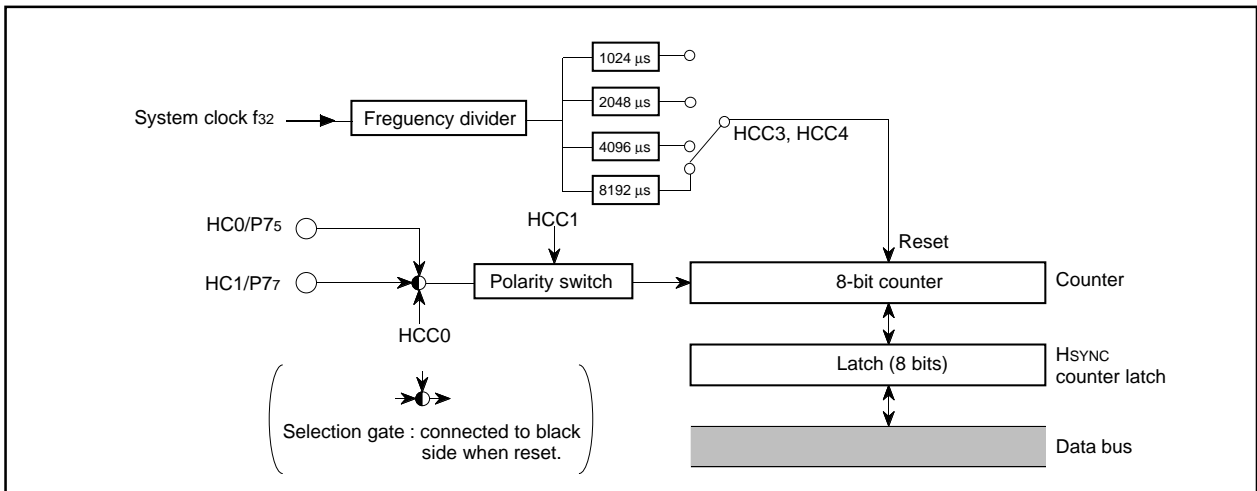 1024 µs
2048 µs
System clock f32
Freguency divider
HCC3, HCC4
4096 µs
8192 µs
HC0/P75
HCC1
Reset
HC1/P77
Polarity switch
8-bit counter
Counter
HCC0
Latch (8 bits)
HSYNC
counter latch
Selection gate : connected to black
side when reset.
Data bus